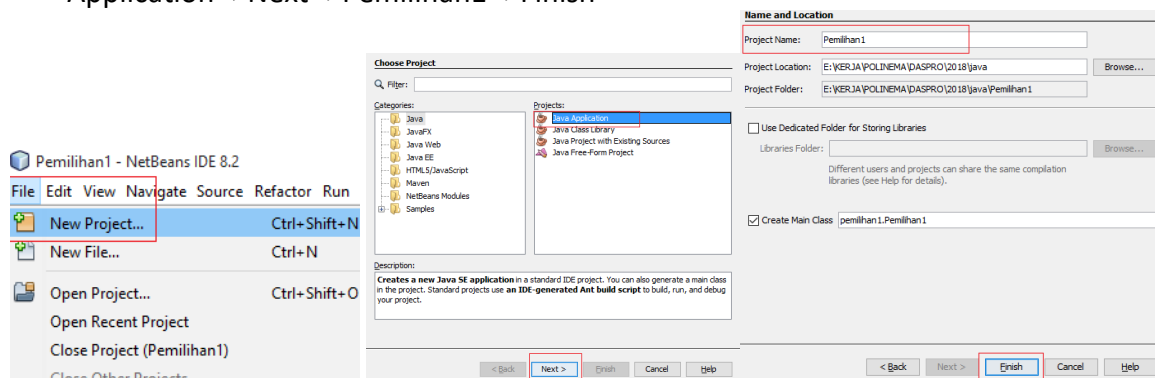 Application → Next → Pemilihan1 → Finish
Pemilihan1 - NetBeans IDE 8.2
File Edit View Navigate Source Refactor Run
New Project... Ctrl+Shift+N
New File... Ctrl+N
Open Project... Ctrl+Shift+O
Open Recent Project
Close Project (Pemilihan1)
Close Other Projects
Choose Project
Filter:
Categories:
Java
JavaFX
Java Web
Java EE
HTML5/JavaScript
Maven
NetBeans Modules
Samples
Projects:
Java Application
Java Class Library
Java Project with Existing Sources
Java Free-Form Project
Description:
Creates a new Java SE application in a standard IDE project. You can also generate a main class
in the project. Standard projects use an IDE-generated Ant build script to build, run, and debug
your project.
< Back Next > Finish Cancel Help
Name and Location
Project Name: Pemilihan1
Project Location: E:\KERJA\POLINEMA\DASPRO\2018\java Browse...
Project Folder: E:\KERJA\POLINEMA\DASPRO\2018\java\Pemilihan1
Use Dedicated Folder for Storing Libraries
Libraries Folder: Browse...
Different users and projects can share the same compilation
libraries (see Help for details).
Create Main Class pemilihan1.Pemilihan1
< Back Next > Finish Cancel Help